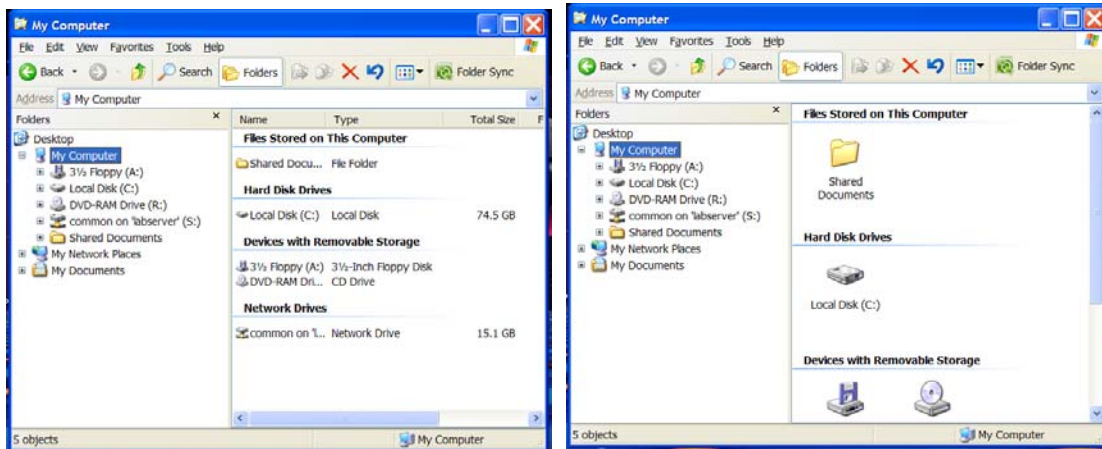 My Computer
File Edit View Favorites Tools Help
Back Search Folders Folder Sync
Address My Computer
Folders Name Type Total Size F
Desktop
My Computer
3½ Floppy (A:)
Local Disk (C:)
DVD-RAM Drive (R:)
common on 'labserver' (S:)
Shared Documents
My Network Places
My Documents
Files Stored on This Computer
Shared Docu... File Folder
Hard Disk Drives
Local Disk (C:) Local Disk 74.5 GB
Devices with Removable Storage
3½ Floppy (A:) 3½-Inch Floppy Disk
DVD-RAM Dri... CD Drive
Network Drives
common on 'l... Network Drive 15.1 GB
5 objects My Computer
My Computer
File Edit View Favorites Tools Help
Back Search Folders Folder Sync
Address My Computer
Folders
Desktop
My Computer
3½ Floppy (A:)
Local Disk (C:)
DVD-RAM Drive (R:)
common on 'labserver' (S:)
Shared Documents
My Network Places
My Documents
Files Stored on This Computer
Shared
Documents
Hard Disk Drives
Local Disk (C:)
Devices with Removable Storage
5 objects My Computer